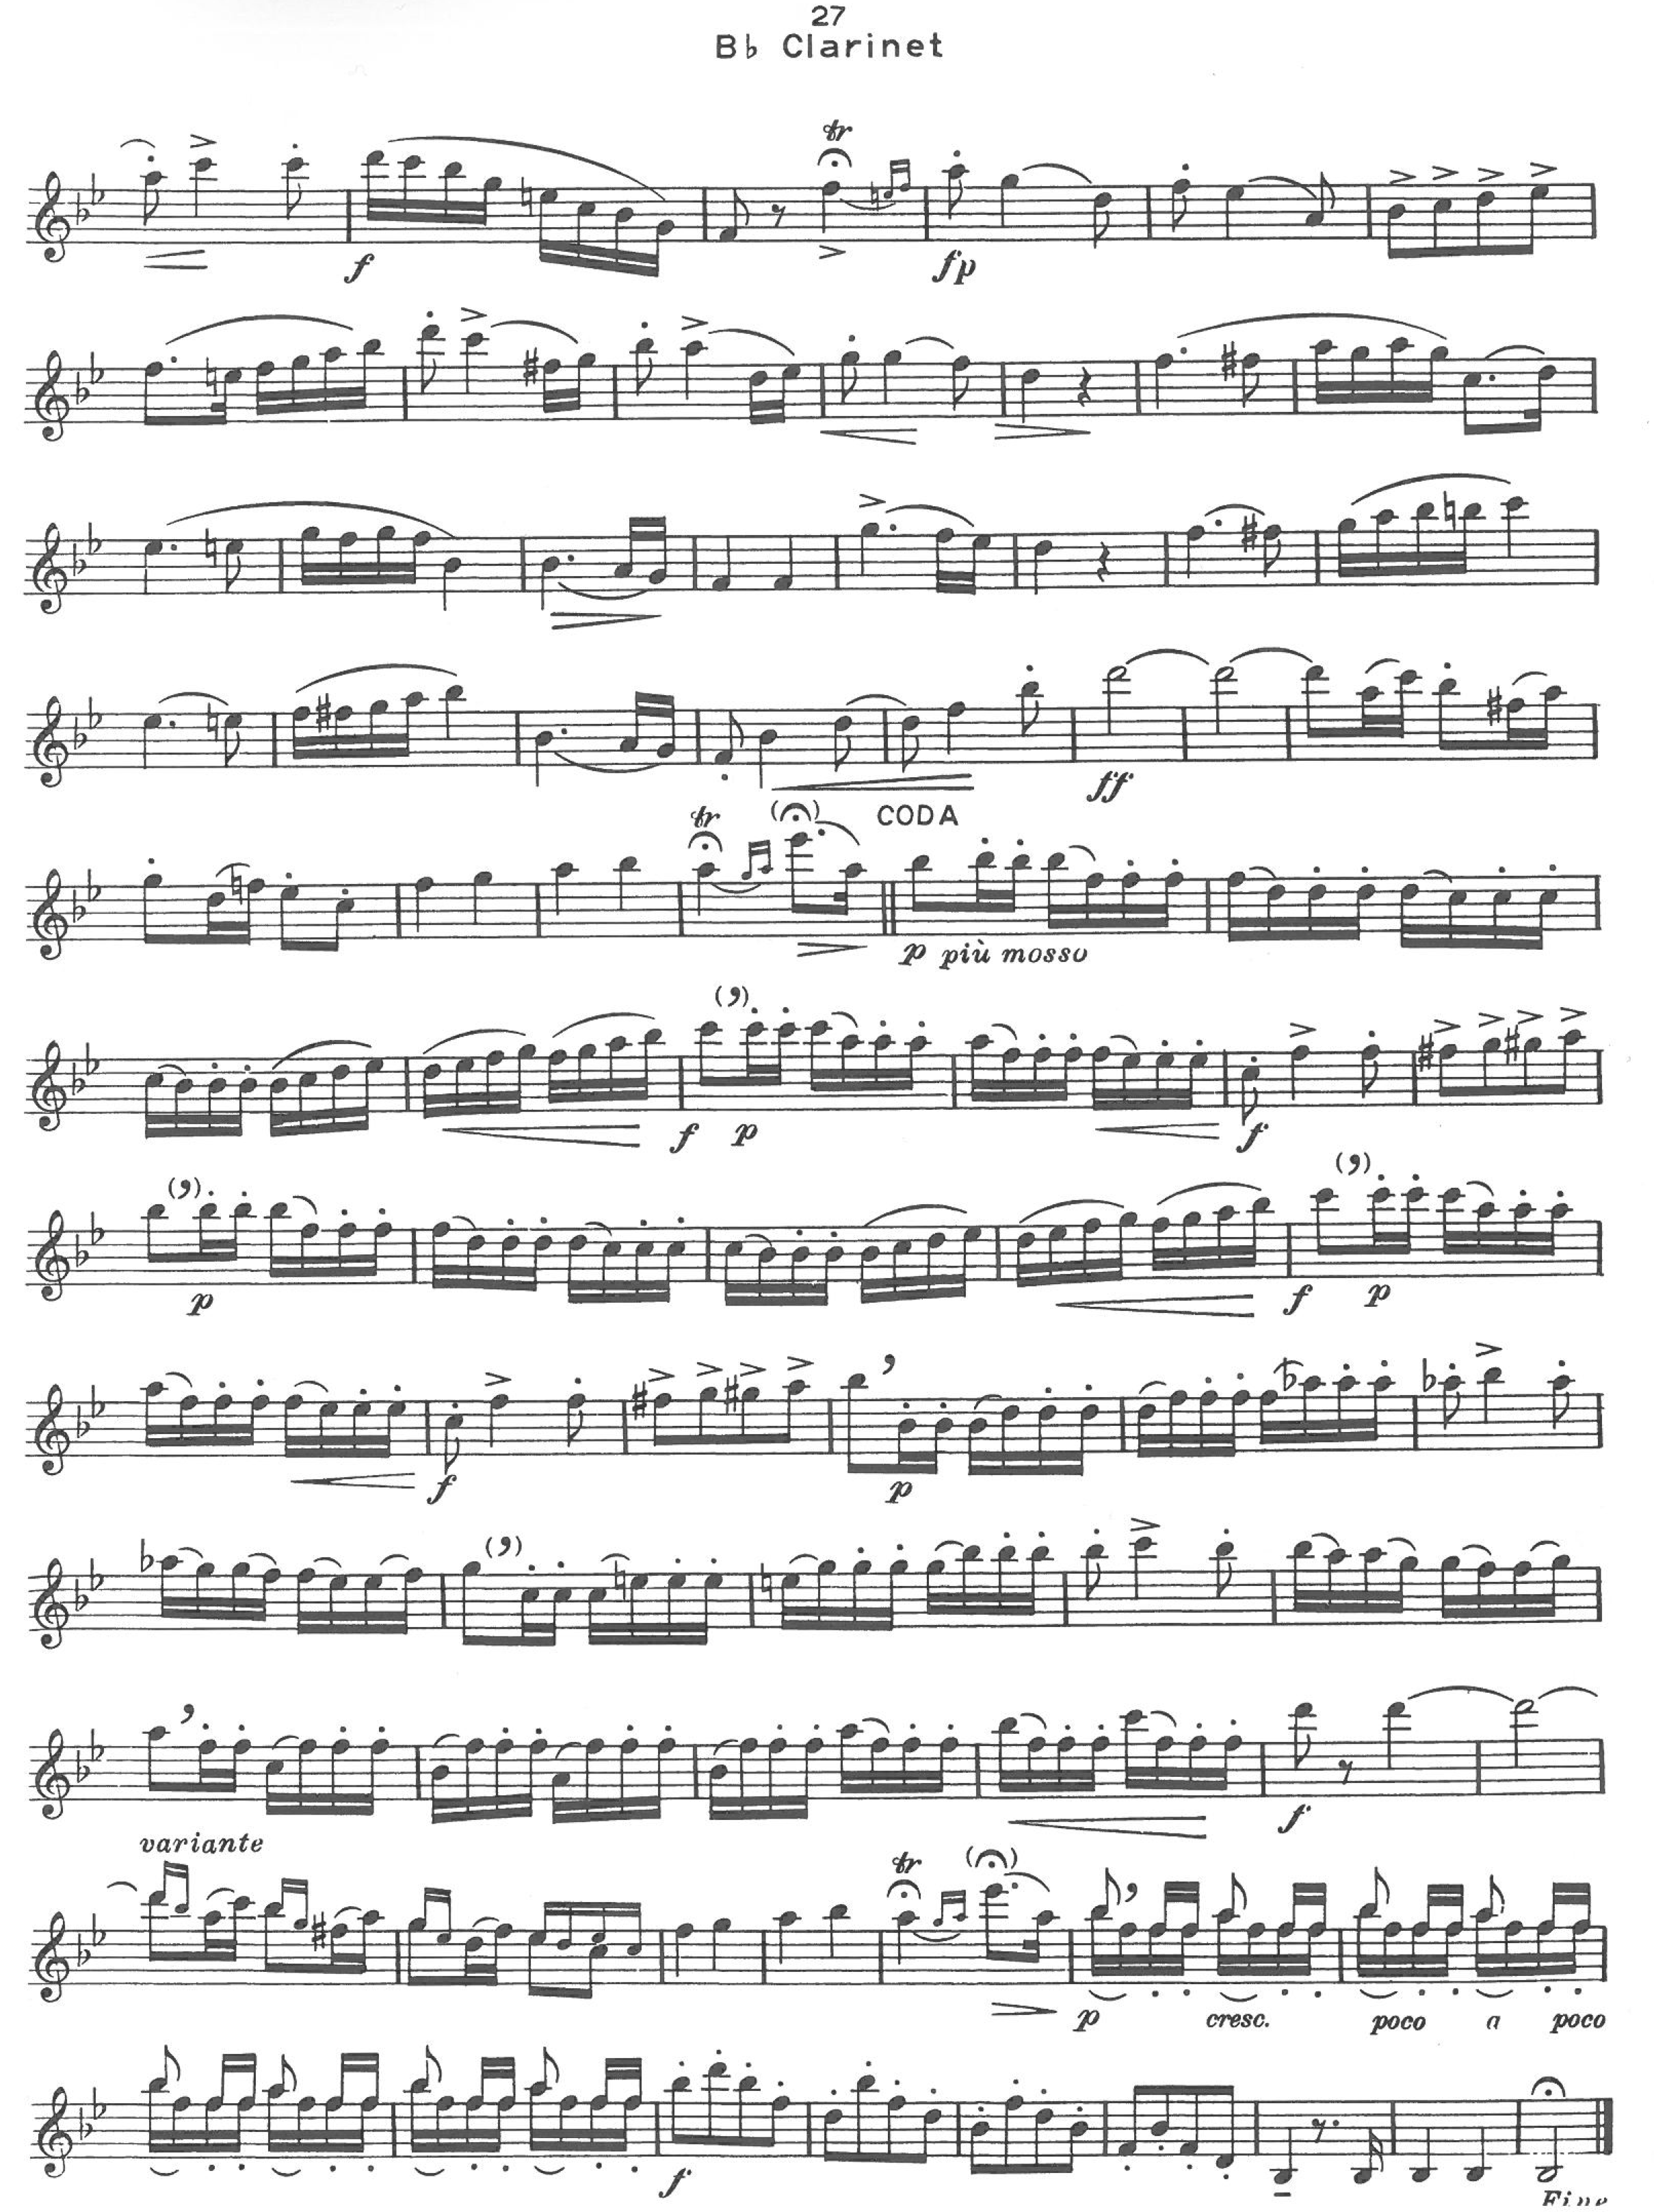 27
B♭ Clarinet
tr
f
fp
tr
ff
CODA
p più mosso
f p
f
p
f p
f
p
f
variante
tr
p cresc. poco a poco
f
Fine